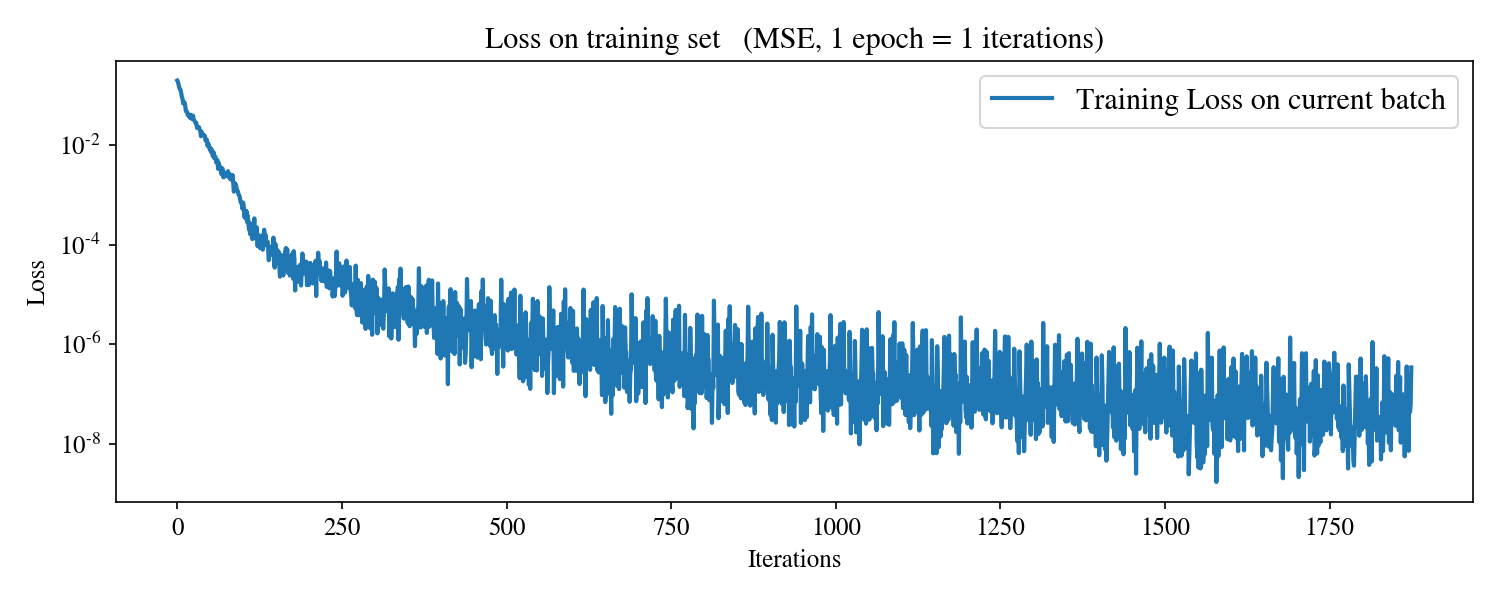 Loss on training set   (MSE, 1 epoch = 1 iterations)
Training Loss on current batch
Loss
10^-2
10^-4
10^-6
10^-8
0 250 500 750 1000 1250 1500 1750
Iterations